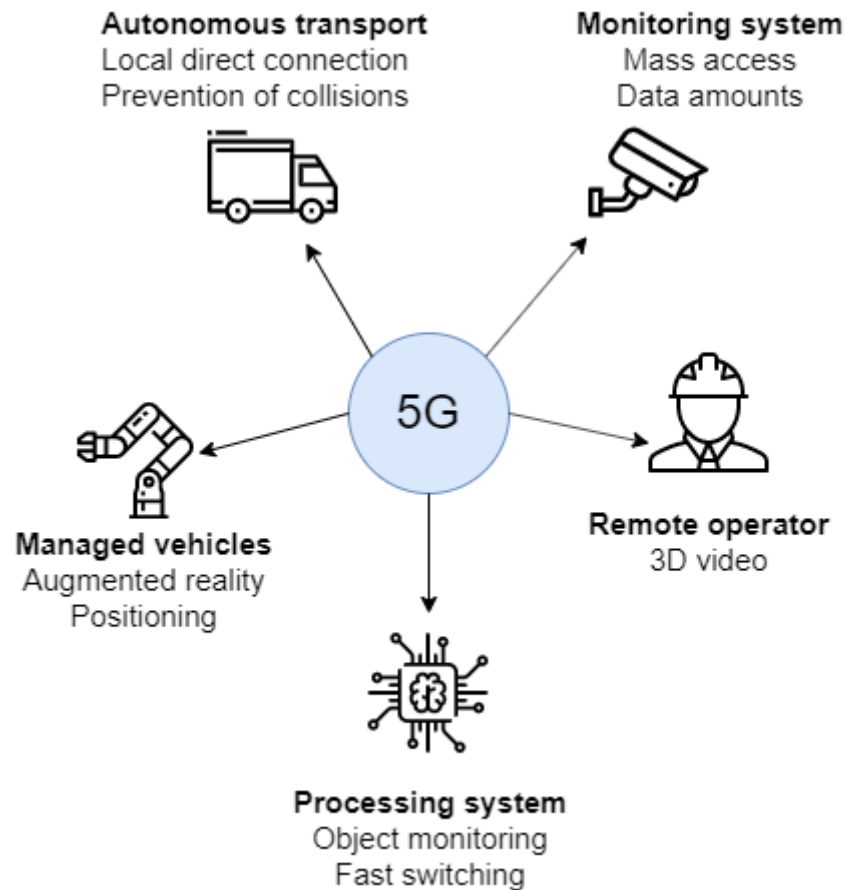 Autonomous transport
Local direct connection
Prevention of collisions
Monitoring system
Mass access
Data amounts
5G
Managed vehicles
Augmented reality
Positioning
Remote operator
3D video
Processing system
Object monitoring
Fast switching